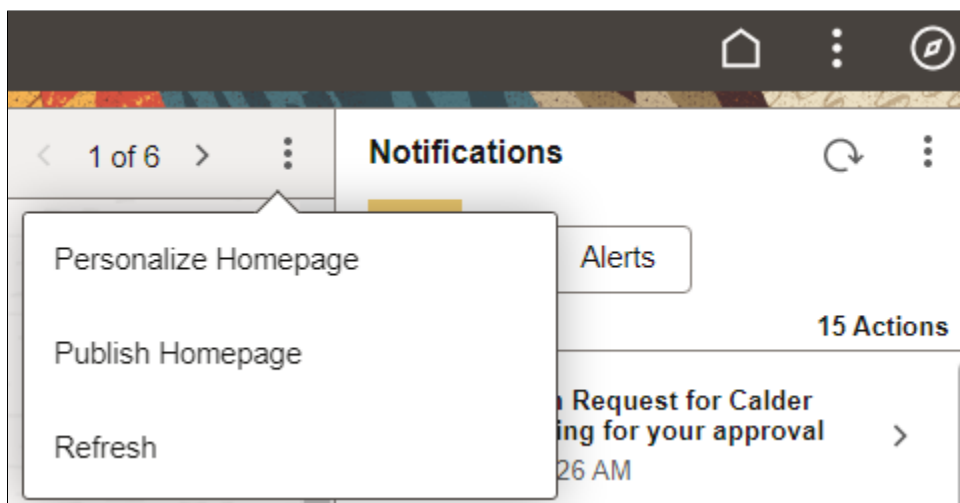 1 of 6
Notifications
Personalize Homepage
Publish Homepage
Refresh
Alerts
15 Actions
Request for Calder
ing for your approval
26 AM